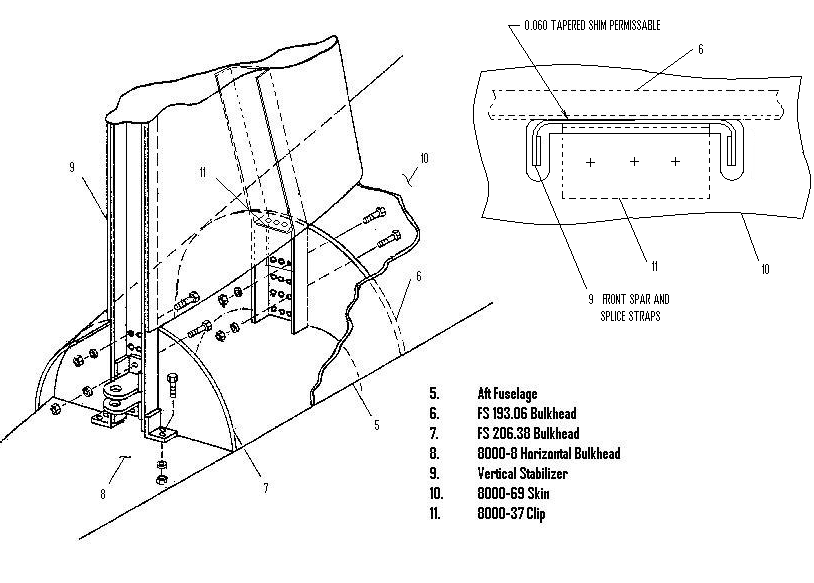 0.060 TAPERED SHIM PERMISSABLE
6
9
11
10
6
11
10
9 FRONT SPAR AND
SPLICE STRAPS
5
8
7
5. Aft Fuselage
6. FS 193.06 Bulkhead
7. FS 206.38 Bulkhead
8. 8000-8 Horizontal Bulkhead
9. Vertical Stabilizer
10. 8000-69 Skin
11. 8000-37 Clip